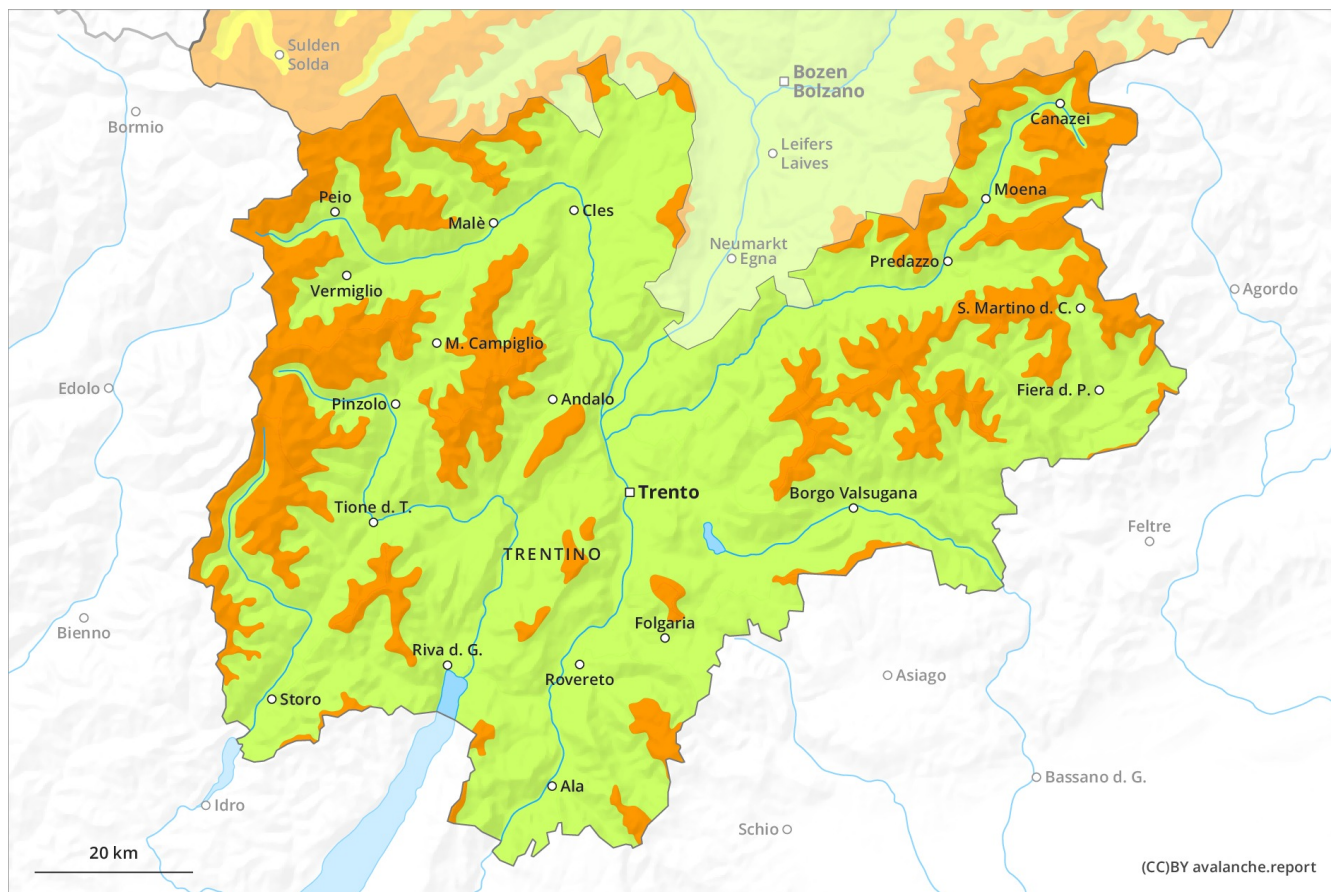 Sulden
Solda
Bozen
Bolzano
Bormio
Canazei
Leifers
Laives
Peio
Moena
Malè
Cles
Neumarkt
Egna
Predazzo
Vermiglio
Agordo
S. Martino d. C.
M. Campiglio
Edolo
Fiera d. P.
Andalo
Pinzolo
Trento
Borgo Valsugana
Tione d. T.
Feltre
TRENTINO
Bienno
Folgaria
Riva d. G.
Asiago
Rovereto
Storo
Bassano d. G.
Ala
Idro
Schio
20 km
(CC)BY avalanche.report